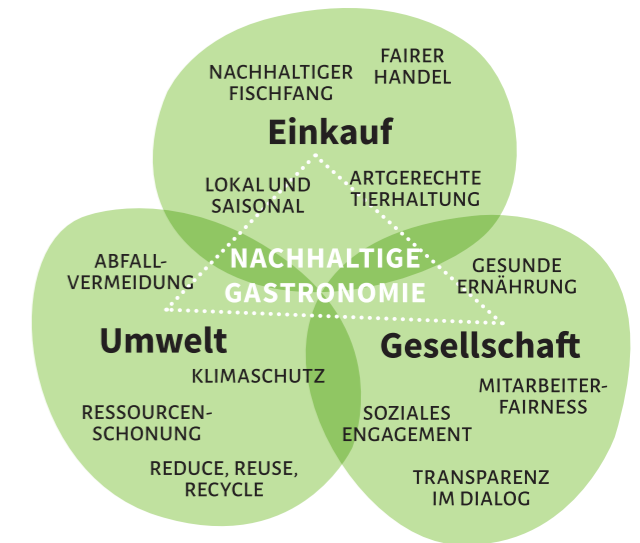 NACHHALTIGER
FISCHFANG
FAIRER
HANDEL
Einkauf
LOKAL UND
SAISONAL
ARTGERECHTE
TIERHALTUNG
NACHHALTIGE
GASTRONOMIE
ABFALL-
VERMEIDUNG
Umwelt
KLIMASCHUTZ
RESSOURCEN-
SCHONUNG
REDUCE, REUSE,
RECYCLE
GESUNDE
ERNÄHRUNG
Gesellschaft
MITARBEITER-
FAIRNESS
SOZIALES
ENGAGEMENT
TRANSPARENZ
IM DIALOG